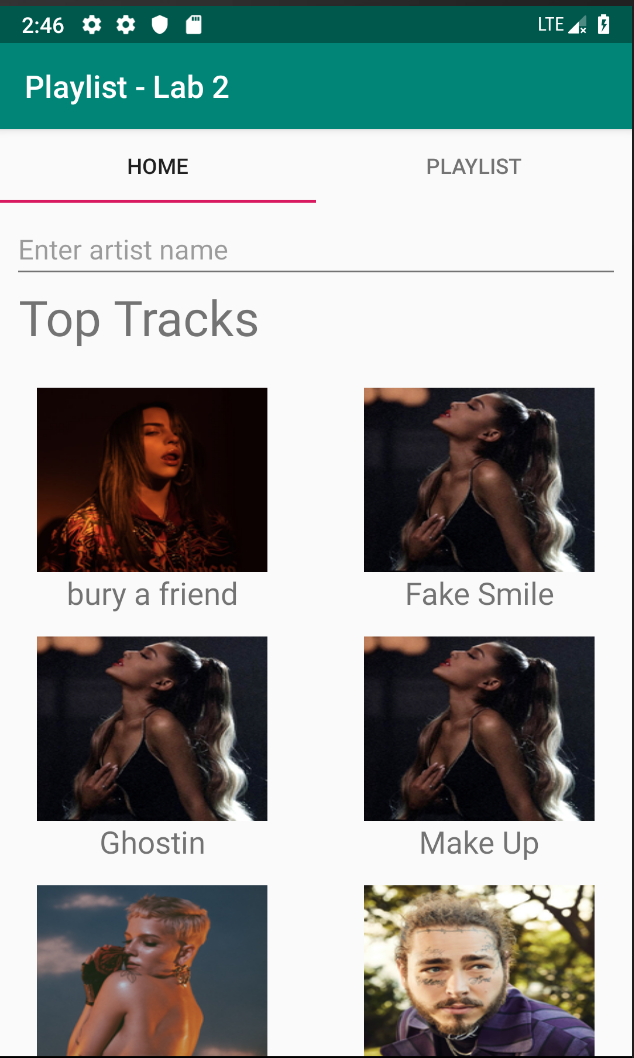 2:46 LTE
Playlist - Lab 2
HOME PLAYLIST
Enter artist name
Top Tracks
bury a friend Fake Smile
Ghostin Make Up